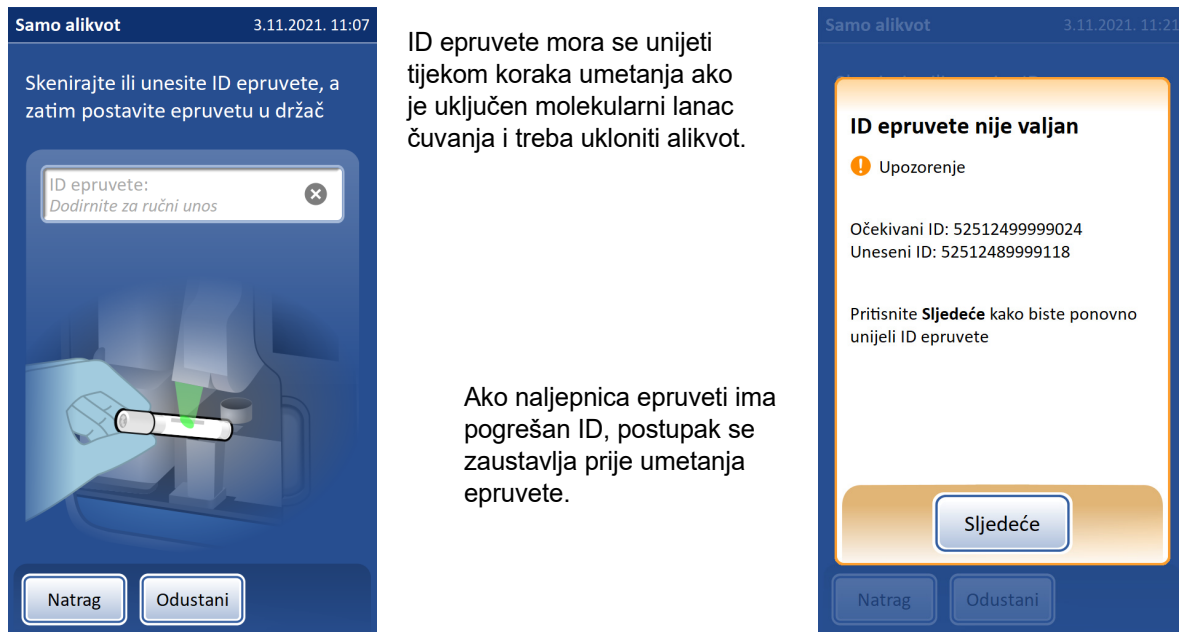 Samo alikvot 3.11.2021. 11:07
Skenirajte ili unesite ID epruvete, a
zatim postavite epruvetu u držač
ID epruvete:
Dodirnite za ručni unos
Natrag
Odustani
ID epruvete mora se unijeti
tijekom koraka umetanja ako
je uključen molekularni lanac
čuvanja i treba ukloniti alikvot.
Ako naljepnica epruveti ima
pogrešan ID, postupak se
zaustavlja prije umetanja
epruvete.
Samo alikvot 3.11.2021. 11:21
ID epruvete nije valjan
Upozorenje
Očekivani ID: 52512499999024
Uneseni ID: 52512489999118
Pritisnite Sljedeće kako biste ponovno
unijeli ID epruvete
Sljedeće
Natrag
Odustani